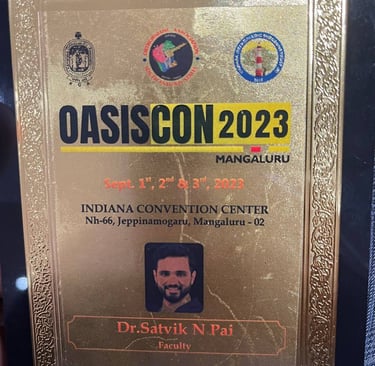 OASISCON 2023
MANGALURU
Sept. 1st, 2nd & 3rd, 2023
INDIANA CONVENTION CENTER
Nh-66, Jeppinamogaru, Mangaluru - 02
Dr.Satvik N Pai
Faculty